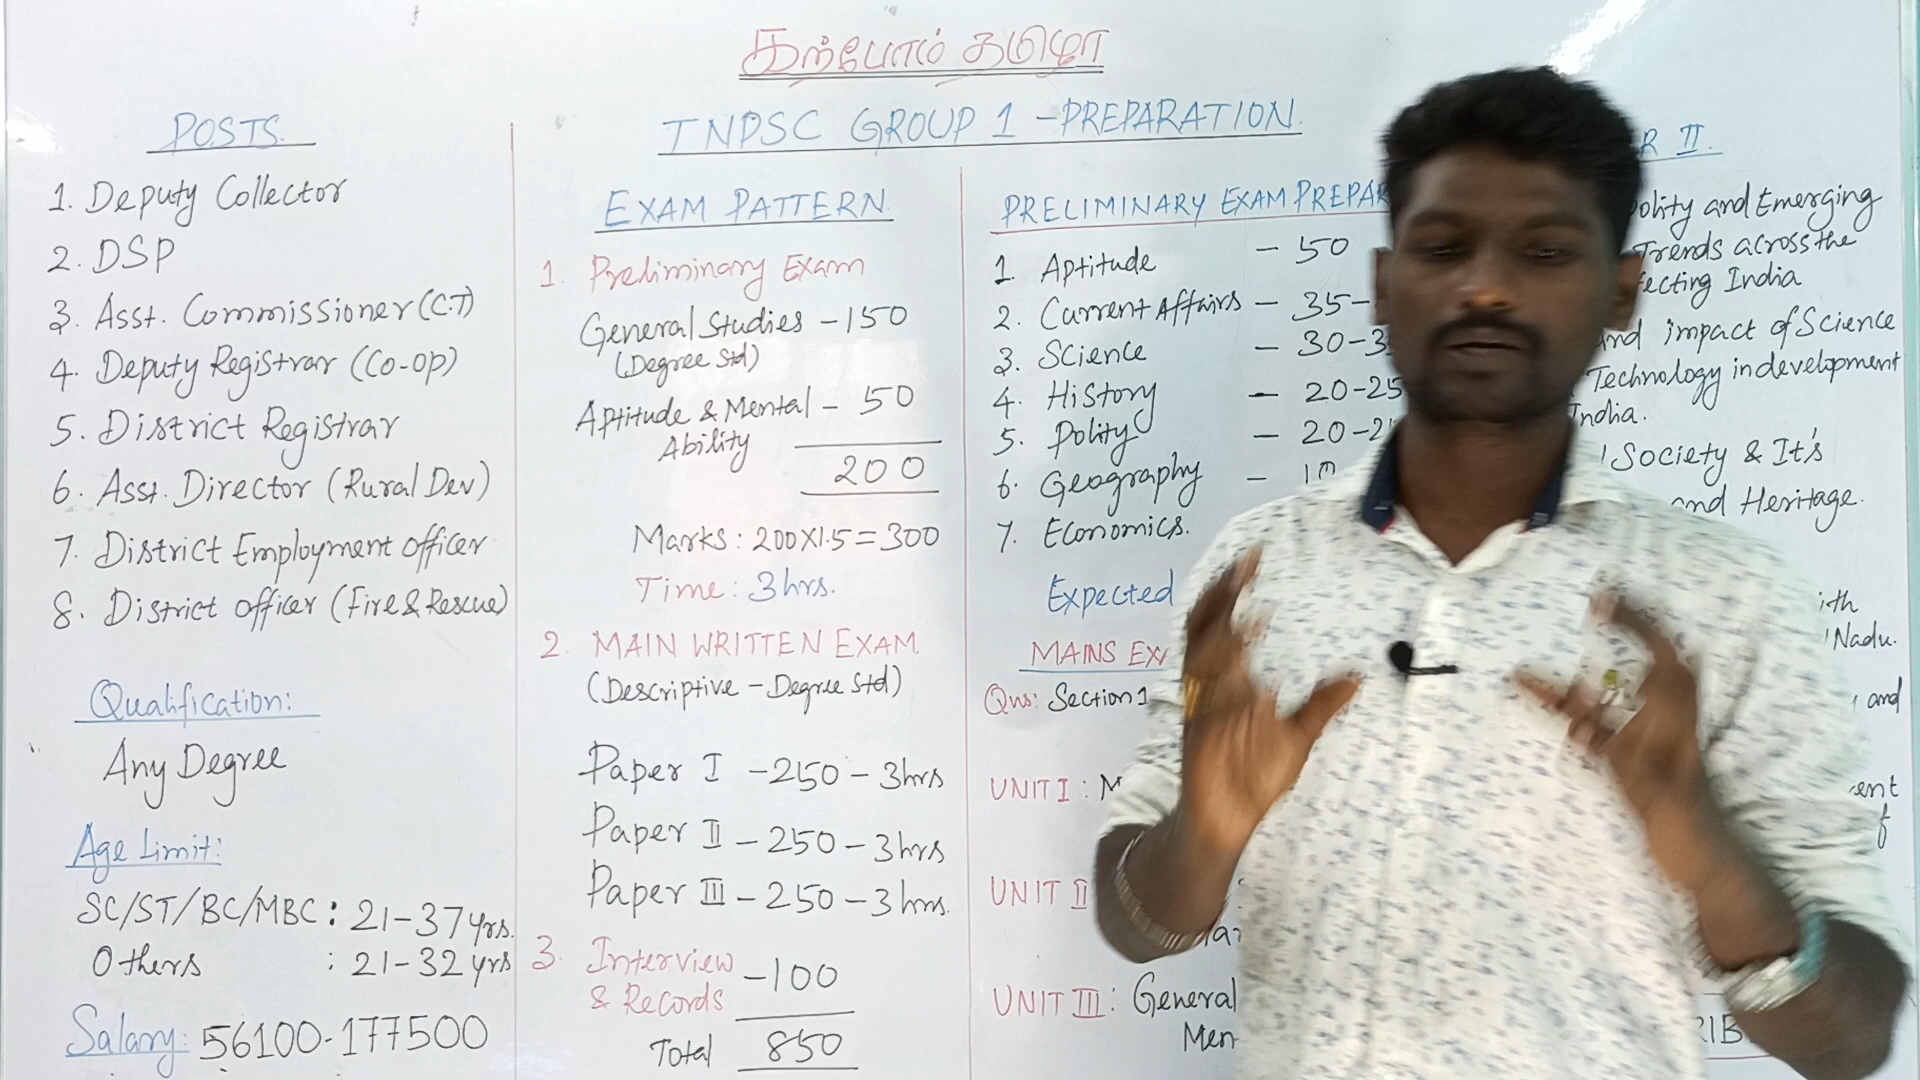 கற்போம் தமிழா
TNPSC GROUP 1 - PREPARATION.
POSTS.
1. Deputy Collector
2. DSP
3. Asst. Commissioner (C.T)
4. Deputy Registrar (Co-op)
5. District Registrar
6. Asst. Director (Rural Dev)
7. District Employment officer
8. District officer (Fire & Rescue)
Qualification:
Any Degree
Age Limit:
SC/ST/BC/MBC : 21-37 yrs.
Others : 21-32 yrs
Salary: 56100-177500
EXAM PATTERN.
1. Preliminary Exam
General Studies - 150
(Degree Std)
Aptitude & Mental - 50
Ability
200
Marks: 200X1.5=300
Time: 3 hrs.
2. MAIN WRITTEN EXAM.
(Descriptive - Degree Std)
Paper I - 250 - 3hrs
Paper II - 250 - 3hrs
Paper III - 250 - 3hrs.
3. Interview - 100
& Records
Total 850
PRELIMINARY EXAM PREPAR
1. Aptitude - 50
2. Current Affairs - 35-
3. Science - 30-3
4. History - 20-25
5. Polity - 20-2
6. Geography - 10
7. Economics.
Expected
MAINS EX
Qns: Section 1
UNIT I : M
UNIT II
UNIT III : General
Men
R II.
Polity and Emerging
Trends across the
fecting India
and impact of Science
Technology in development
India.
Society & It's
and Heritage.
ith
Nadu.
and
ent
f
RIB